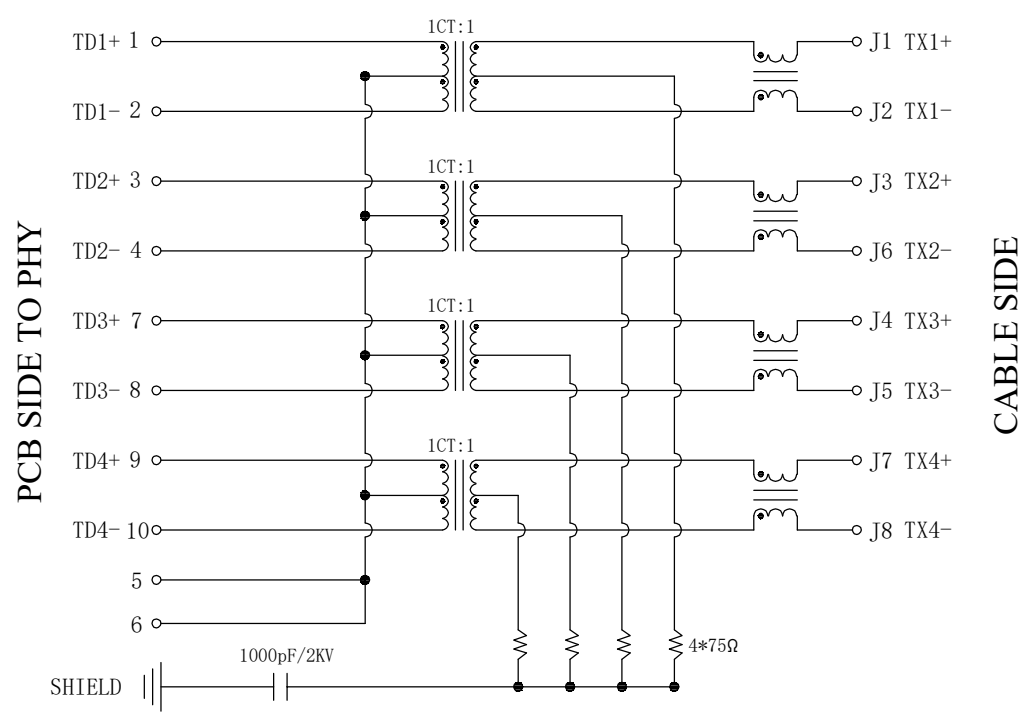 1CT:1
TD1+ 1
J1 TX1+
TD1- 2
J2 TX1-
1CT:1
TD2+ 3
J3 TX2+
TD2- 4
J6 TX2-
PCB SIDE TO PHY
CABLE SIDE
1CT:1
TD3+ 7
J4 TX3+
TD3- 8
J5 TX3-
1CT:1
TD4+ 9
J7 TX4+
TD4- 10
J8 TX4-
5
6
1000pF/2KV
4*75Ω
SHIELD